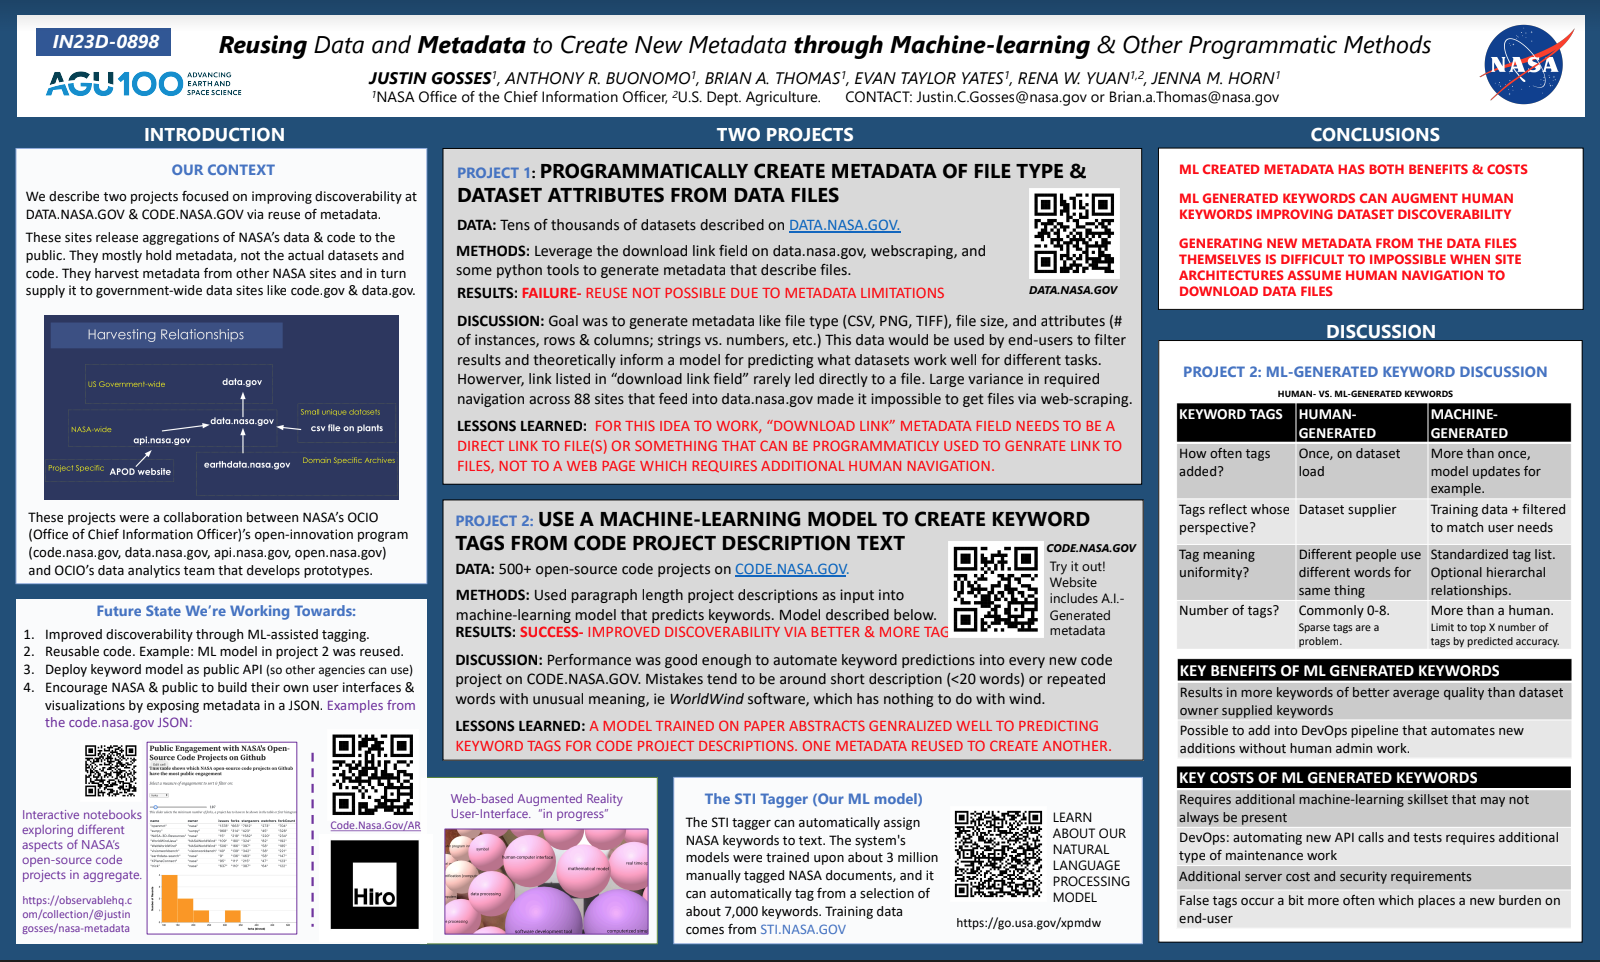 IN23D-0898
AGU100 ADVANCING
EARTH AND
SPACE SCIENCE
Reusing Data and Metadata to Create New Metadata through Machine-learning & Other Programmatic Methods
JUSTIN GOSSES¹, ANTHONY R. BUONOMO¹, BRIAN A. THOMAS¹, EVAN TAYLOR YATES¹, RENA W. YUAN¹,², JENNA M. HORN¹
¹NASA Office of the Chief Information Officer, ²U.S. Dept. Agriculture. CONTACT: Justin.C.Gosses@nasa.gov or Brian.a.Thomas@nasa.gov
NASA
INTRODUCTION
OUR CONTEXT
We describe two projects focused on improving discoverability at
DATA.NASA.GOV & CODE.NASA.GOV via reuse of metadata.
These sites release aggregations of NASA's data & code to the
public. They mostly hold metadata, not the actual datasets and
code. They harvest metadata from other NASA sites and in turn
supply it to government-wide data sites like code.gov & data.gov.
Harvesting Relationships
US Government-wide
data.gov
Small unique datasets
NASA-wide
data.nasa.gov
csv file on plants
api.nasa.gov
Project Specific
APOD website
earthdata.nasa.gov
Domain Specific Archives
These projects were a collaboration between NASA's OCIO
(Office of Chief Information Officer)'s open-innovation program
(code.nasa.gov, data.nasa.gov, api.nasa.gov, open.nasa.gov)
and OCIO's data analytics team that develops prototypes.
Future State We're Working Towards:
1. Improved discoverability through ML-assisted tagging.
2. Reusable code. Example: ML model in project 2 was reused.
3. Deploy keyword model as public API (so other agencies can use)
4. Encourage NASA & public to build their own user interfaces &
visualizations by exposing metadata in a JSON. Examples from
the code.nasa.gov JSON:
Interactive notebooks
exploring different
aspects of NASA's
open-source code
projects in aggregate.
https://observablehq.c
om/collection/@justin
gosses/nasa-metadata
Public Engagement with NASA's Open-
Source Code Projects on Github
This table shows which NASA open-source code projects on Github
have the most public engagement
Code.Nasa.Gov/AR
Hiro
TWO PROJECTS
PROJECT 1: PROGRAMMATICALLY CREATE METADATA OF FILE TYPE &
DATASET ATTRIBUTES FROM DATA FILES
DATA: Tens of thousands of datasets described on DATA.NASA.GOV.
METHODS: Leverage the download link field on data.nasa.gov, webscraping, and
some python tools to generate metadata that describe files.
RESULTS: FAILURE- REUSE NOT POSSIBLE DUE TO METADATA LIMITATIONS
DATA.NASA.GOV
DISCUSSION: Goal was to generate metadata like file type (CSV, PNG, TIFF), file size, and attributes (#
of instances, rows & columns; strings vs. numbers, etc.) This data would be used by end-users to filter
results and theoretically inform a model for predicting what datasets work well for different tasks.
Howerver, link listed in "download link field" rarely led directly to a file. Large variance in required
navigation across 88 sites that feed into data.nasa.gov made it impossible to get files via web-scraping.
LESSONS LEARNED: FOR THIS IDEA TO WORK, "DOWNLOAD LINK" METADATA FIELD NEEDS TO BE A
DIRECT LINK TO FILE(S) OR SOMETHING THAT CAN BE PROGRAMMATICLY USED TO GENRATE LINK TO
FILES, NOT TO A WEB PAGE WHICH REQUIRES ADDITIONAL HUMAN NAVIGATION.
PROJECT 2: USE A MACHINE-LEARNING MODEL TO CREATE KEYWORD
TAGS FROM CODE PROJECT DESCRIPTION TEXT
DATA: 500+ open-source code projects on CODE.NASA.GOV.
METHODS: Used paragraph length project descriptions as input into
machine-learning model that predicts keywords. Model described below.
RESULTS: SUCCESS- IMPROVED DISCOVERABILITY VIA BETTER & MORE TAG
CODE.NASA.GOV
Try it out!
Website
includes A.I.-
Generated
metadata
DISCUSSION: Performance was good enough to automate keyword predictions into every new code
project on CODE.NASA.GOV. Mistakes tend to be around short description (<20 words) or repeated
words with unusual meaning, ie WorldWind software, which has nothing to do with wind.
LESSONS LEARNED: A MODEL TRAINED ON PAPER ABSTRACTS GENRALIZED WELL TO PREDICTING
KEYWORD TAGS FOR CODE PROJECT DESCRIPTIONS. ONE METADATA REUSED TO CREATE ANOTHER.
Web-based Augmented Reality
User-Interface. "in progress"
control
human-computer interface
mathematical model
real time
data processing
processing
software development tool
The STI Tagger (Our ML model)
The STI tagger can automatically assign
NASA keywords to text. The system's
models were trained upon about 3 million
manually tagged NASA documents, and it
can automatically tag from a selection of
about 7,000 keywords. Training data
comes from STI.NASA.GOV
LEARN
ABOUT OUR
NATURAL
LANGUAGE
PROCESSING
MODEL
https://go.usa.gov/xpmdw
CONCLUSIONS
ML CREATED METADATA HAS BOTH BENEFITS & COSTS
ML GENERATED KEYWORDS CAN AUGMENT HUMAN
KEYWORDS IMPROVING DATASET DISCOVERABILITY
GENERATING NEW METADATA FROM THE DATA FILES
THEMSELVES IS DIFFICULT TO IMPOSSIBLE WHEN SITE
ARCHITECTURES ASSUME HUMAN NAVIGATION TO
DOWNLOAD DATA FILES
DISCUSSION
PROJECT 2: ML-GENERATED KEYWORD DISCUSSION
HUMAN- VS. ML-GENERATED KEYWORDS
KEYWORD TAGS HUMAN- MACHINE-
GENERATED GENERATED
How often tags Once, on dataset More than once,
added? load model updates for
example.
Tags reflect whose Dataset supplier Training data + filtered
perspective? to match user needs
Tag meaning Different people use Standardized tag list.
uniformity? different words for Optional hierarchal
same thing relationships.
Number of tags? Commonly 0-8. More than a human.
Sparse tags are a Limit to top X number of
problem. tags by predicted accuracy.
KEY BENEFITS OF ML GENERATED KEYWORDS
Results in more keywords of better average quality than dataset
owner supplied keywords
Possible to add into DevOps pipeline that automates new
additions without human admin work.
KEY COSTS OF ML GENERATED KEYWORDS
Requires additional machine-learning skillset that may not
always be present
DevOps: automating new API calls and tests requires additional
type of maintenance work
Additional server cost and security requirements
False tags occur a bit more often which places a new burden on
end-user